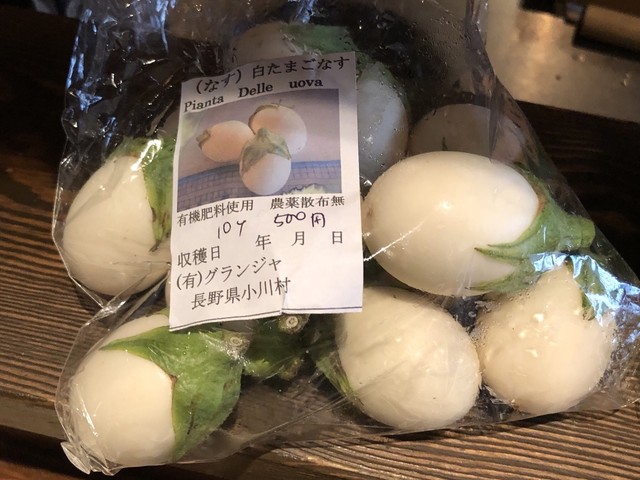 (なす) 白たまごなす
Pianta Delle uova
有機肥料使用 農薬散布無
10ヶ 500円
収穫日 年 月 日
(有)グランジャ
長野県小川村